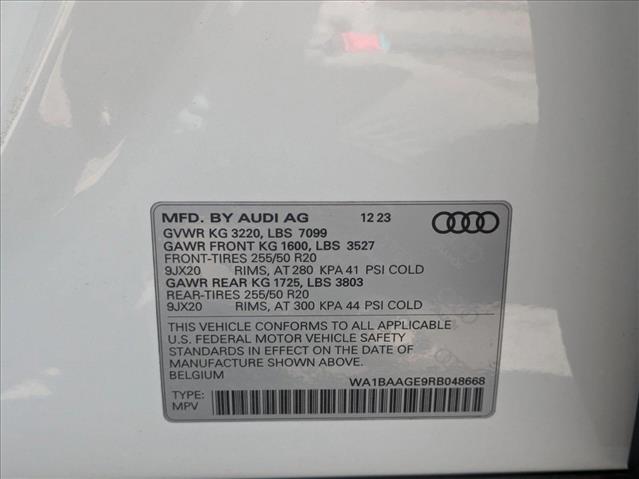 MFD. BY AUDI AG 12 23
GVWR KG 3220, LBS 7099
GAWR FRONT KG 1600, LBS 3527
FRONT-TIRES 255/50 R20
9JX20 RIMS, AT 280 KPA 41 PSI COLD
GAWR REAR KG 1725, LBS 3803
REAR-TIRES 255/50 R20
9JX20 RIMS, AT 300 KPA 44 PSI COLD
THIS VEHICLE CONFORMS TO ALL APPLICABLE
U.S. FEDERAL MOTOR VEHICLE SAFETY
STANDARDS IN EFFECT ON THE DATE OF
MANUFACTURE SHOWN ABOVE.
BELGIUM WA1BAAGE9RB048668
TYPE:
MPV